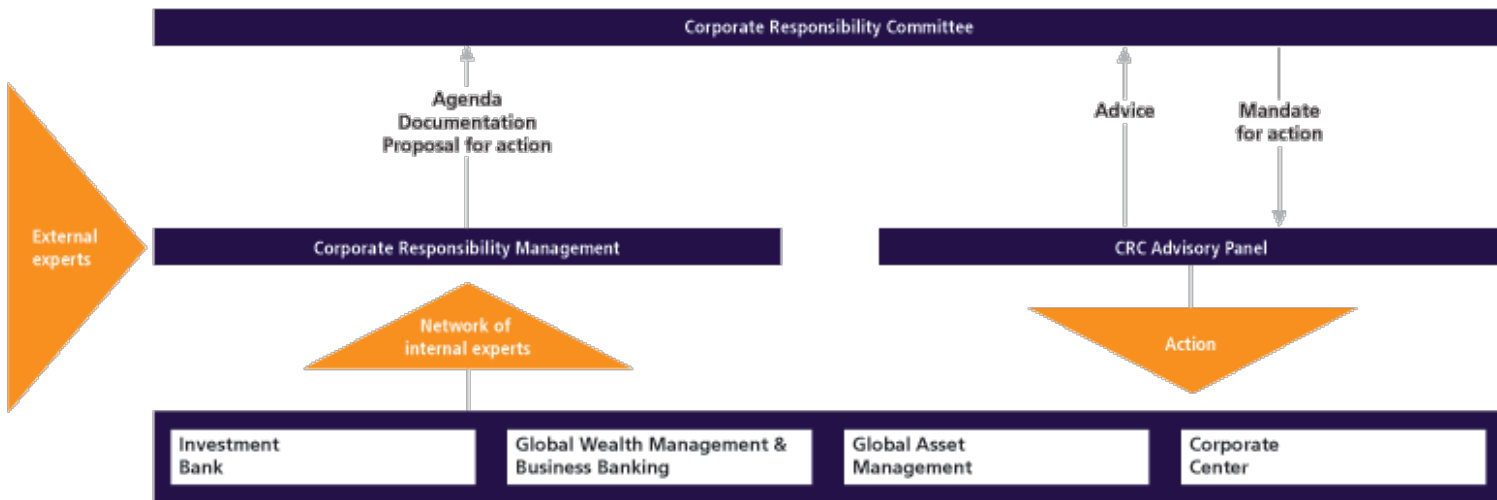 Corporate Responsibility Committee
Agenda
Documentation
Proposal for action
Advice
Mandate
for action
External
experts
Corporate Responsibility Management
CRC Advisory Panel
Network of
internal experts
Action
Investment
Bank
Global Wealth Management &
Business Banking
Global Asset
Management
Corporate
Center